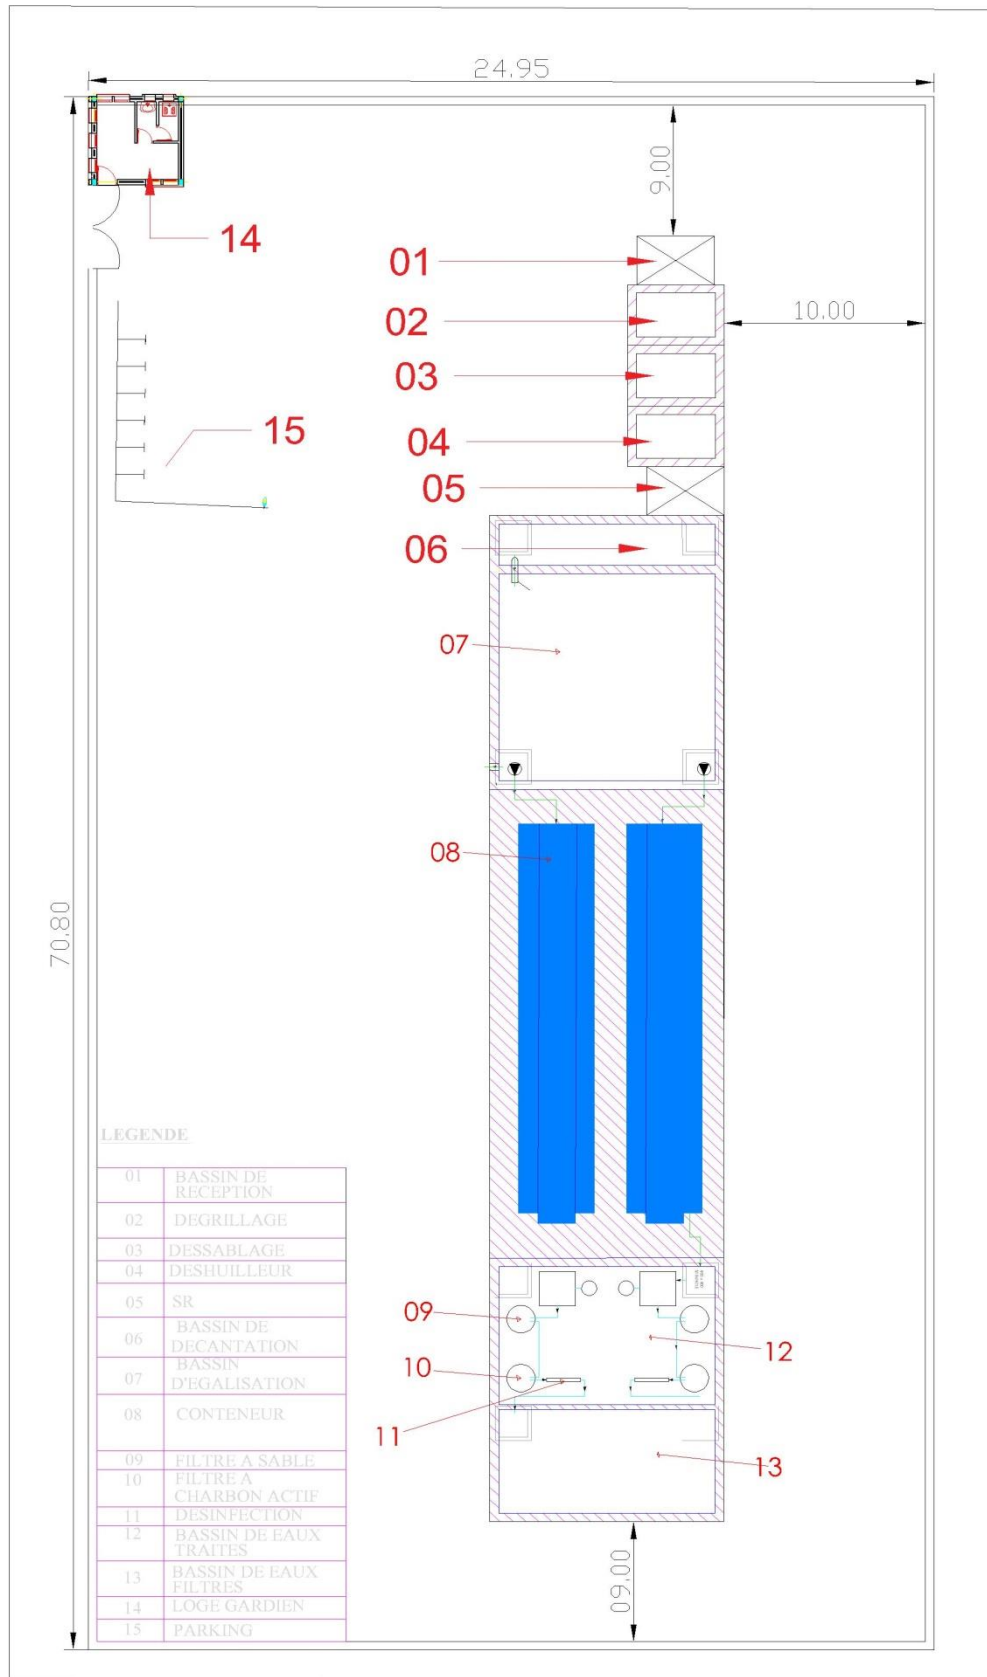 24.95
9.00
14
01
02
10.00
03
04
15
05
06
07
08
70.80
09
12
10
11
13
09.00
LEGENDE
01 BASSIN DE
RECEPTION
02 DEGRILLAGE
03 DESSABLAGE
04 DESHUILLEUR
05 SR
06 BASSIN DE
DECANTATION
07 BASSIN
D'EGALISATION
08 CONTENEUR
09 FILTRE A SABLE
10 FILTRE A
CHARBON ACTIF
11 DESINFECTION
12 BASSIN DE EAUX
TRAITES
13 BASSIN DE EAUX
FILTRES
14 LOGE GARDIEN
15 PARKING